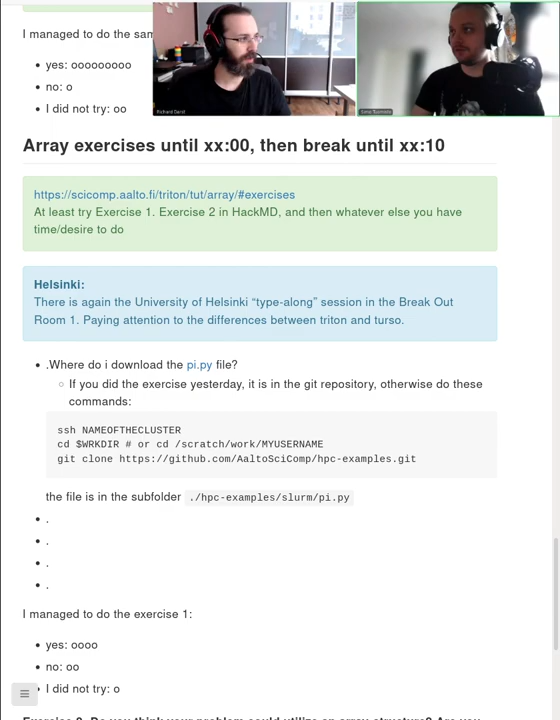 I managed to do the sam
yes: ooooooooo
no: o
I did not try: oo
Richard Darst
Simo Tuomisto
Array exercises until xx:00, then break until xx:10
https://scicomp.aalto.fi/triton/tut/array/#exercises
At least try Exercise 1. Exercise 2 in HackMD, and then whatever else you have
time/desire to do
Helsinki:
There is again the University of Helsinki “type-along” session in the Break Out
Room 1. Paying attention to the differences between triton and turso.
.Where do i download the pi.py file?
If you did the exercise yesterday, it is in the git repository, otherwise do these
commands:
ssh NAMEOFTHECLUSTER
cd $WRKDIR # or cd /scratch/work/MYUSERNAME
git clone https://github.com/AaltoSciComp/hpc-examples.git
the file is in the subfolder ./hpc-examples/slurm/pi.py
.
.
.
.
I managed to do the exercise 1:
yes: oooo
no: oo
I did not try: o